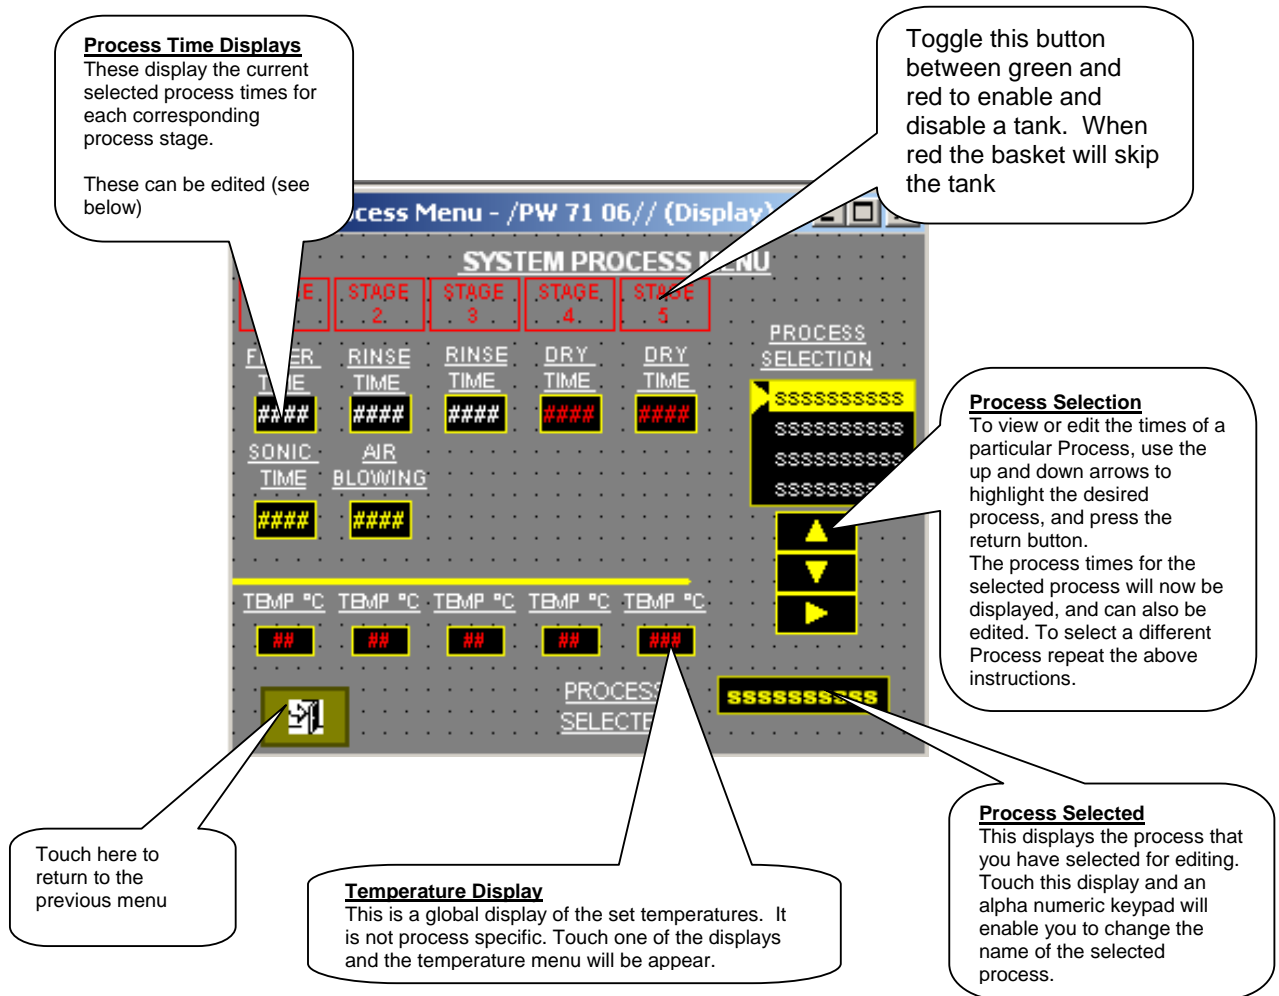 Process Time Displays
These display the current
selected process times for
each corresponding
process stage.
These can be edited (see
below)
Toggle this button
between green and
red to enable and
disable a tank.  When
red the basket will skip
the tank
Menu - /PW 71 06// (Display)
SYSTEM PROCESS
STAGE
2
STAGE
3
STAGE
4
STAGE
5
TIME
####
RINSE
TIME
####
RINSE
TIME
####
DRY
TIME
####
DRY
TIME
####
SONIC
TIME
####
AIR
BLOWING
####
PROCESS
SELECTION
SSSSSSSSSS
SSSSSSSSSS
SSSSSSSSSS
Process Selection
To view or edit the times of a
particular Process, use the
up and down arrows to
highlight the desired
process, and press the
return button.
The process times for the
selected process will now be
displayed, and can also be
edited. To select a different
Process repeat the above
instructions.
TEMP °C TEMP °C TEMP °C TEMP °C TEMP °C
## ## ## ## ###
PROCESS
SSSSSSSSSS
Touch here to
return to the
previous menu
Temperature Display
This is a global display of the set temperatures.  It
is not process specific. Touch one of the displays
and the temperature menu will be appear.
Process Selected
This displays the process that
you have selected for editing.
Touch this display and an
alpha numeric keypad will
enable you to change the
name of the selected
process.